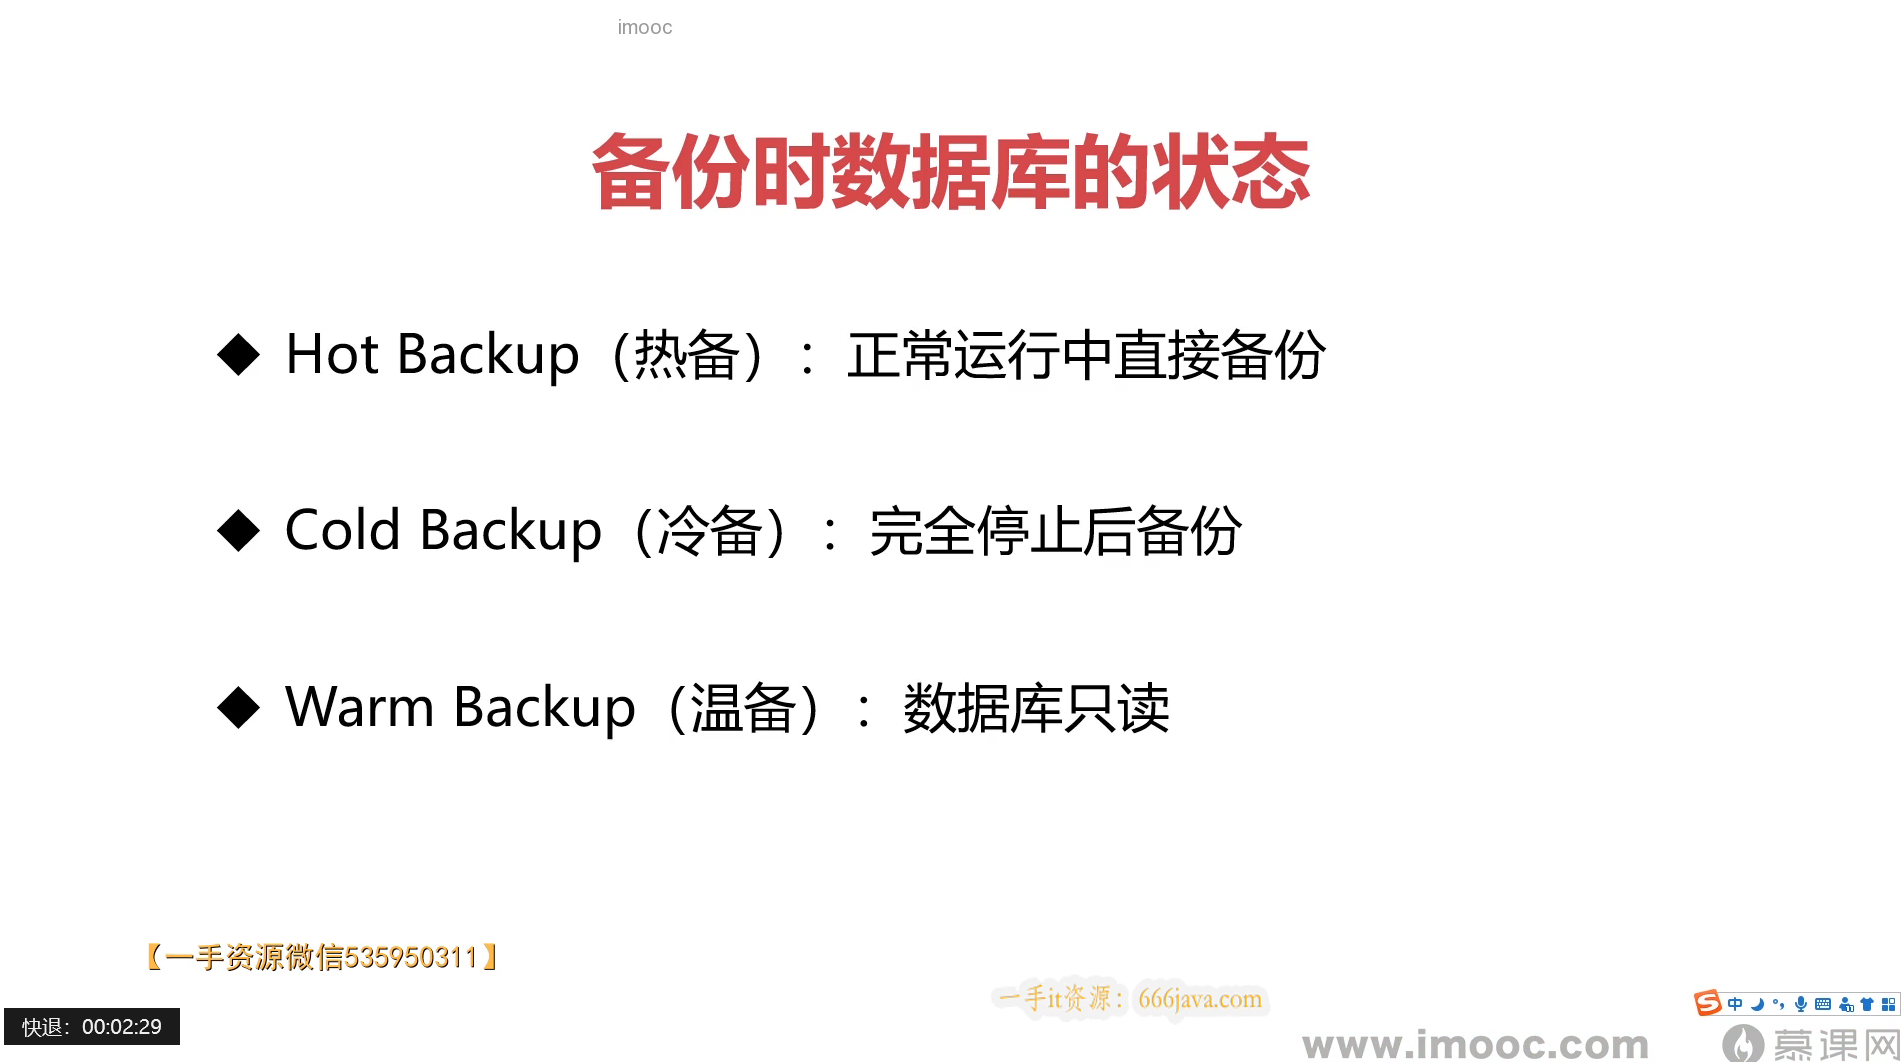 imooc
备份时数据库的状态
◆ Hot Backup（热备）：正常运行中直接备份
◆ Cold Backup（冷备）：完全停止后备份
◆ Warm Backup（温备）：数据库只读
【一手资源微信535950311】
一手it资源：666java.com
中
快退：00:02:29
www.imooc.com
慕课网